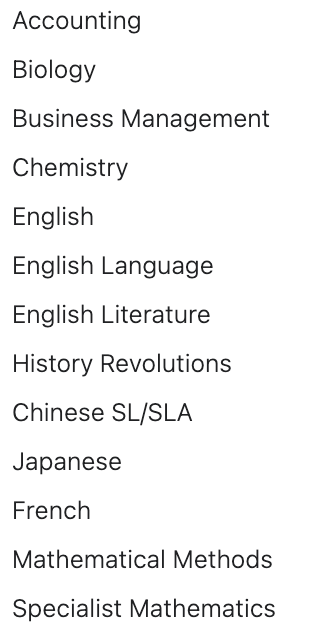 Accounting
Biology
Business Management
Chemistry
English
English Language
English Literature
History Revolutions
Chinese SL/SLA
Japanese
French
Mathematical Methods
Specialist Mathematics